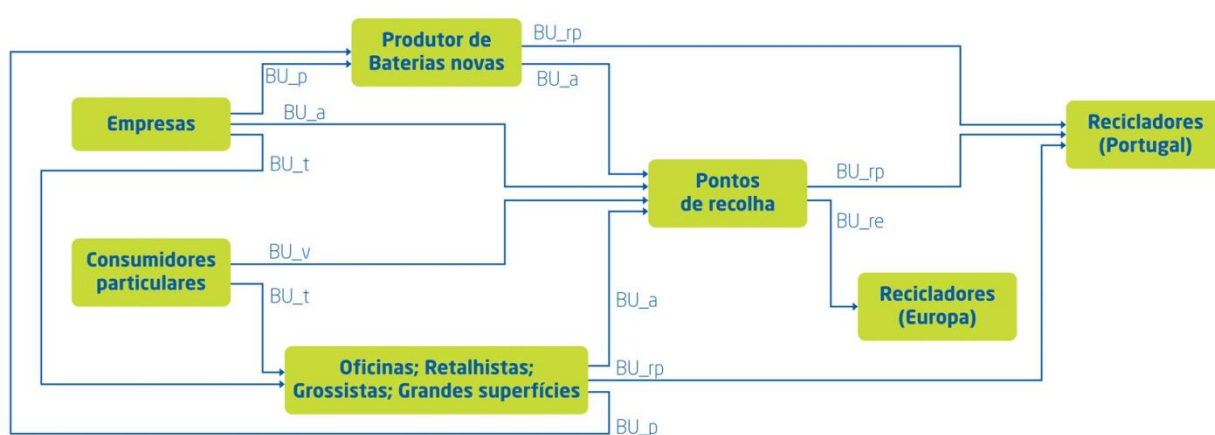 BU_rp
Produtor de
Baterias novas
BU_p
BU_a
Empresas
BU_a
BU_t
Recicladores
(Portugal)
Pontos
de recolha
BU_rp
BU_re
Consumidores
particulares
BU_v
BU_t
BU_a
Recicladores
(Europa)
Oficinas; Retalhistas;
Grossistas; Grandes superfícies
BU_rp
BU_p